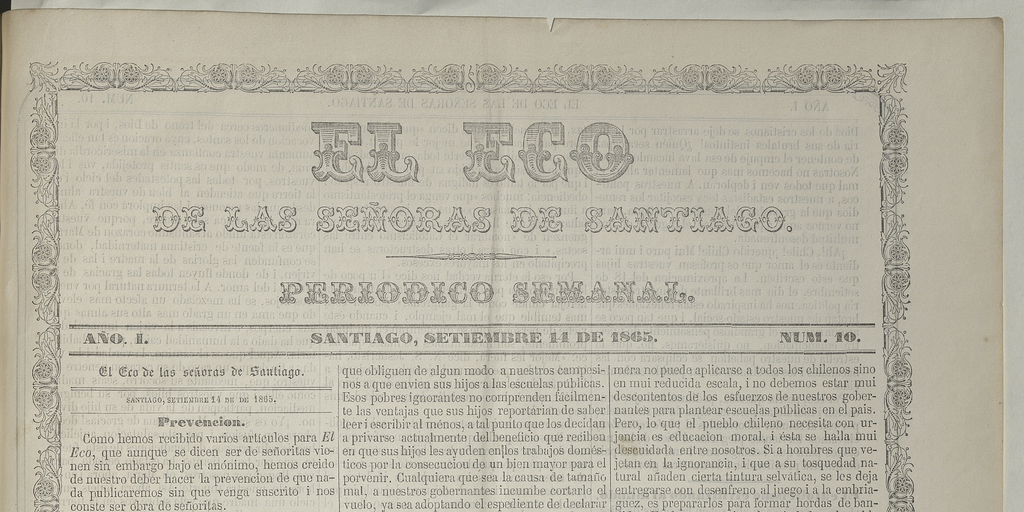 EL ECO
DE LAS SEÑORAS DE SANTIAGO.
PERIODICO SEMANAL.
AÑO. I. SANTIAGO, SETIEMBRE 14 DE 1865. NUM. 10.
El Eco de las señoras de Santiago.
SANTIAGO, SETIEMBRE 14 DE DE 1865.
Prevencion.
Como hemos recibido varios artículos para El
Eco, que aunque se dicen ser de señoritas vie-
nen sin embargo bajo el anónimo, hemos creido
de nuestro deber hacer la prevencion de que na-
da publicaremos sin que venga suscrito i nos
conste ser obra de señoritas.
que obliguen de algun modo a nuestros campesi-
nos a que envien sus hijos a las escuelas públicas.
Esos pobres ignorantes no comprenden fácilmen-
te las ventajas que sus hijos reportárian de saber
leer i escribir al ménos, a tal punto que los decidan
a privarse actualmente del beneficio que reciben
en que sus hijos les ayuden en los trabajos domés-
ticos por la consecucion de un bien mayor para el
porvenir. Cualquiera que sea la causa de tamaño
mal, a nuestros gobernantes incumbe cortarle el
vuelo, ya sea adoptando el espediente de declarar
mera no puede aplicarse a todos los chilenos sino
en mui reducida escala, i no debemos estar mui
descontentos de los esfuerzos de nuestros gober-
nantes para plantear escuelas públicas en el pais.
Pero, lo que el pueblo chileno necesita con ur-
jencia es educacion moral, i ésta se halla mui
descuidada entre nosotros. Si a hombres que ve-
jetan en la ignorancia, i que a su tosquedad na-
tural añaden cierta tintura selvática, se les deja
entregarse con desenfreno al juego i a la embria-
guez, es prepararlos para formar hordas de ban-